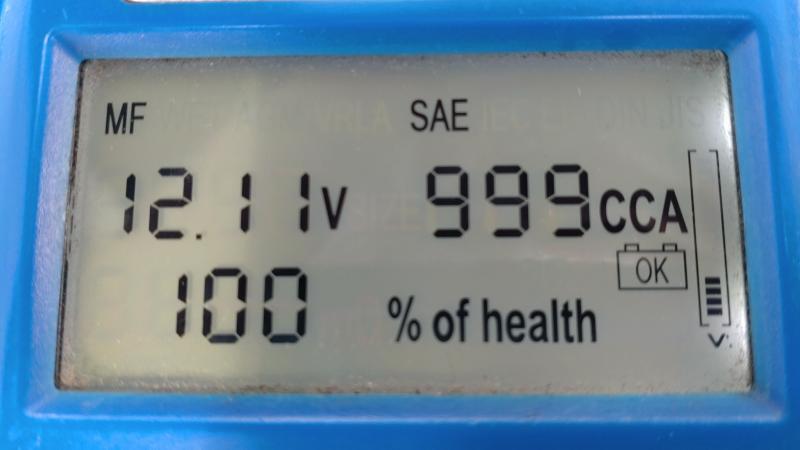 MF SAE
12.11V 999CCA
OK
100 % of health
V